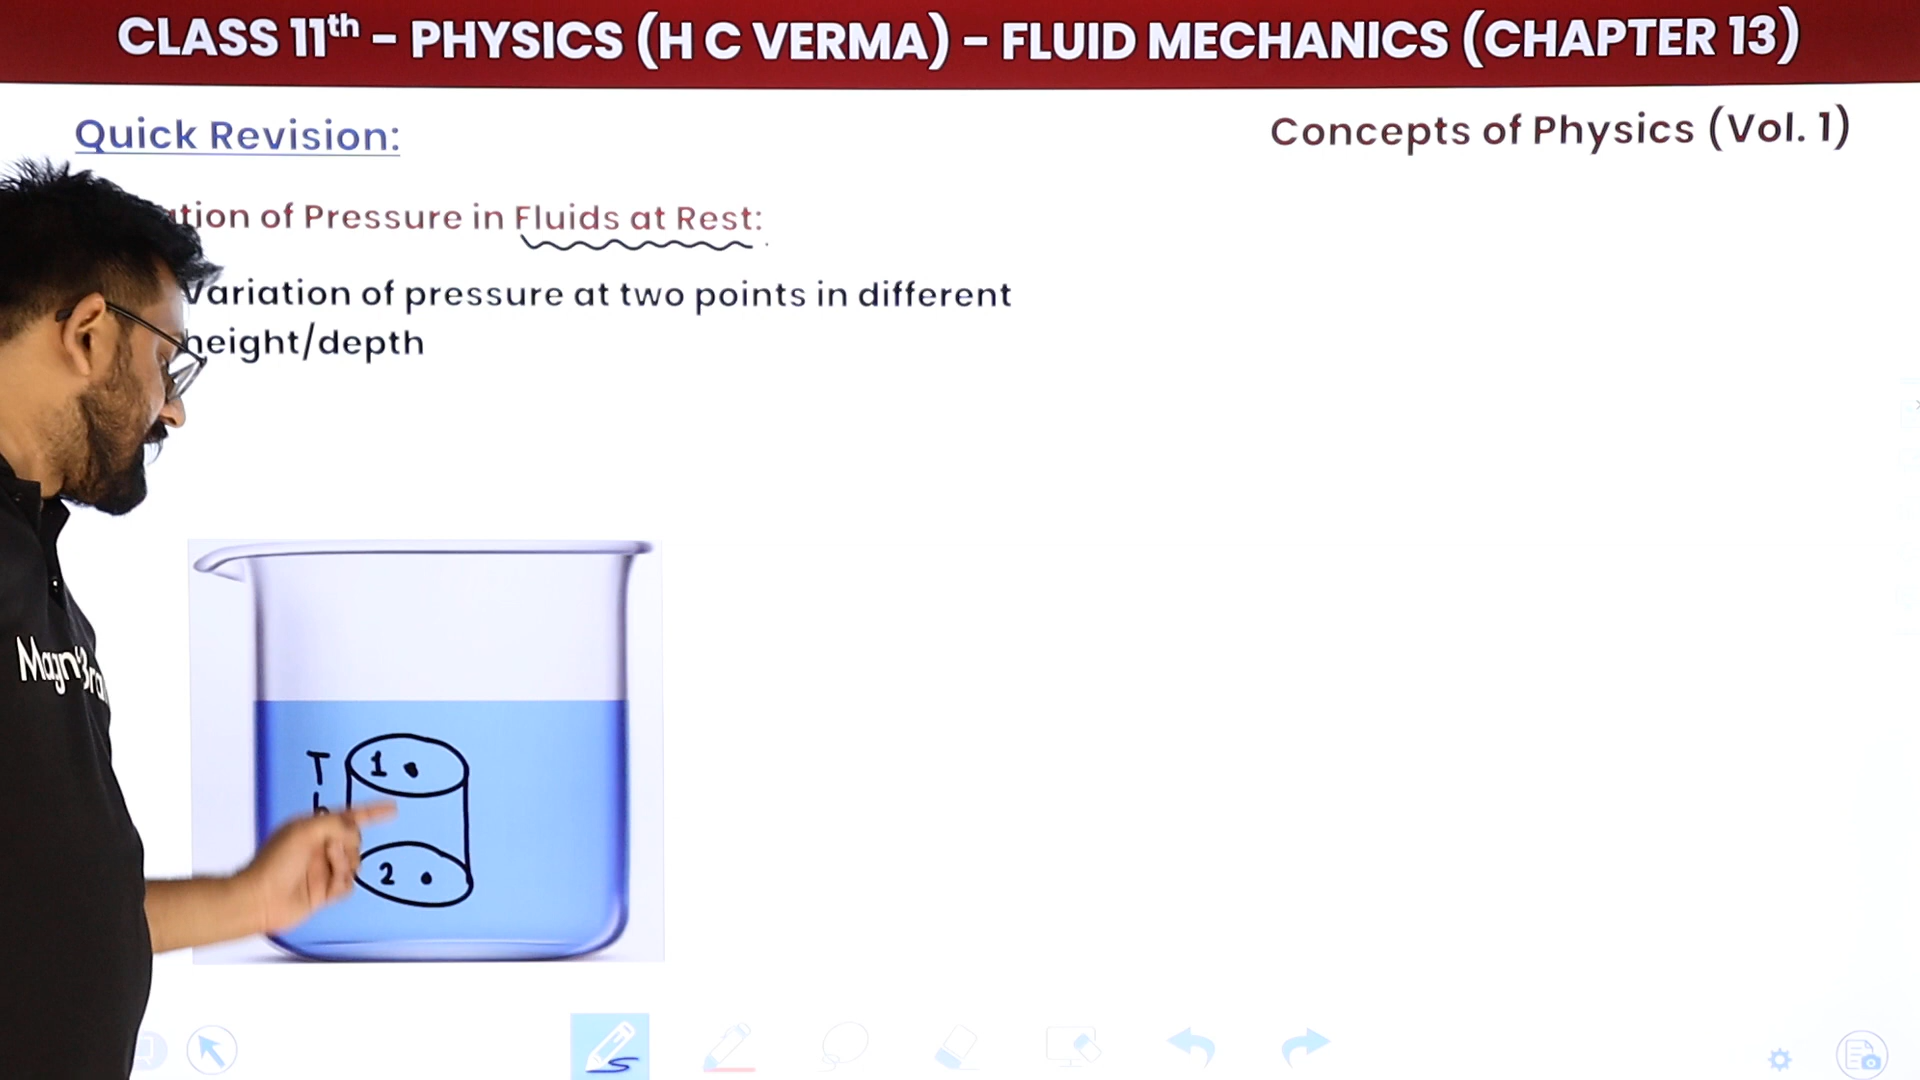 CLASS 11th - PHYSICS (H C VERMA) - FLUID MECHANICS (CHAPTER 13)
Quick Revision:
Concepts of Physics (Vol. 1)
of Pressure in Fluids at Rest:
Variation of pressure at two points in different
height/depth
1
2